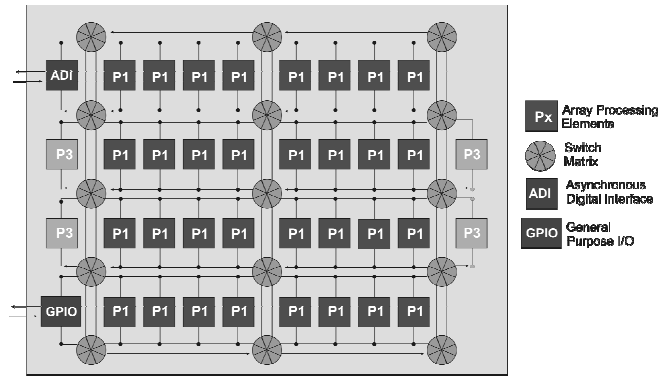 ADI P1 P1 P1 P1 P1 P1 P1 P1
P3 P1 P1 P1 P1 P1 P1 P1 P1 P3
P3 P1 P1 P1 P1 P1 P1 P1 P1 P3
GPIO P1 P1 P1 P1 P1 P1 P1 P1
Px Array Processing
Elements
Switch
Matrix
ADI Asynchronous
Digital Interface
GPIO General
Purpose I/O